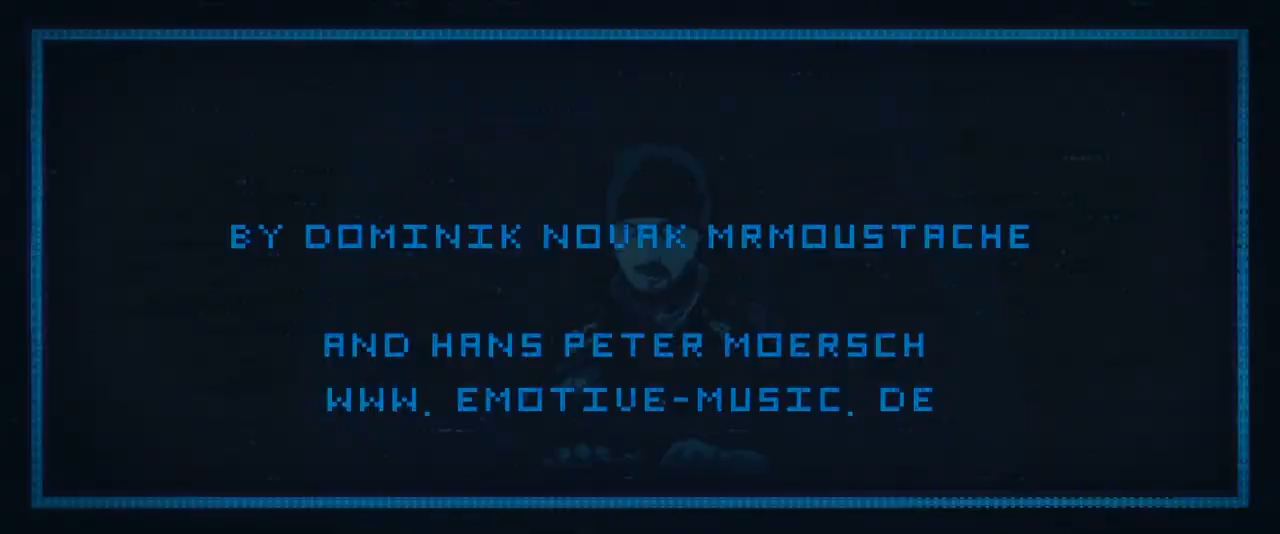 BY DOMINIK NOVAK MRMOUSTACHE
AND HANS PETER MOERSCH
WWW. EMOTIVE-MUSIC. DE